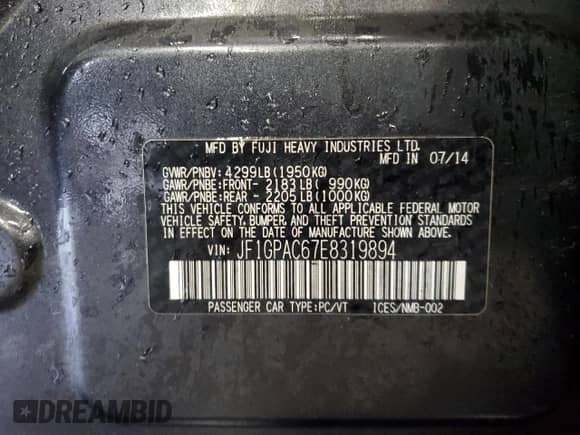 MFD BY FUJI HEAVY INDUSTRIES LTD.
MFD IN 07/14
GVWR/PNBV: 4299LB(1950KG)
GAWR/PNBE:FRONT- 2183LB( 990KG)
GAWR/PNBE:REAR - 2205LB(1000KG)
THIS VEHICLE CONFORMS TO ALL APPLICABLE FEDERAL MOTOR
VEHICLE SAFETY, BUMPER AND THEFT PREVENTION STANDARDS
IN EFFECT ON THE DATE OF MANUFACTURE SHOWN ABOVE.
VIN: JF1GPAC67E8319894
PASSENGER CAR TYPE:PC/VT ICES/NMB-002
DREAMBID